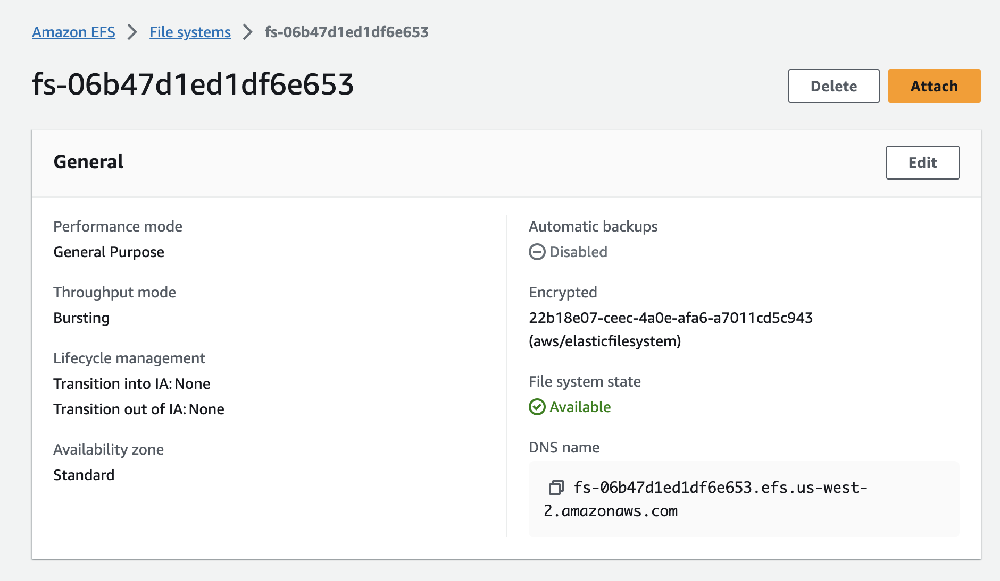 Amazon EFS > File systems > fs-06b47d1ed1df6e653
fs-06b47d1ed1df6e653
Delete
Attach
General
Edit
Performance mode
General Purpose
Throughput mode
Bursting
Lifecycle management
Transition into IA: None
Transition out of IA: None
Availability zone
Standard
Automatic backups
Disabled
Encrypted
22b18e07-ceec-4a0e-afa6-a7011cd5c943
(aws/elasticfilesystem)
File system state
Available
DNS name
fs-06b47d1ed1df6e653.efs.us-west-
2.amazonaws.com